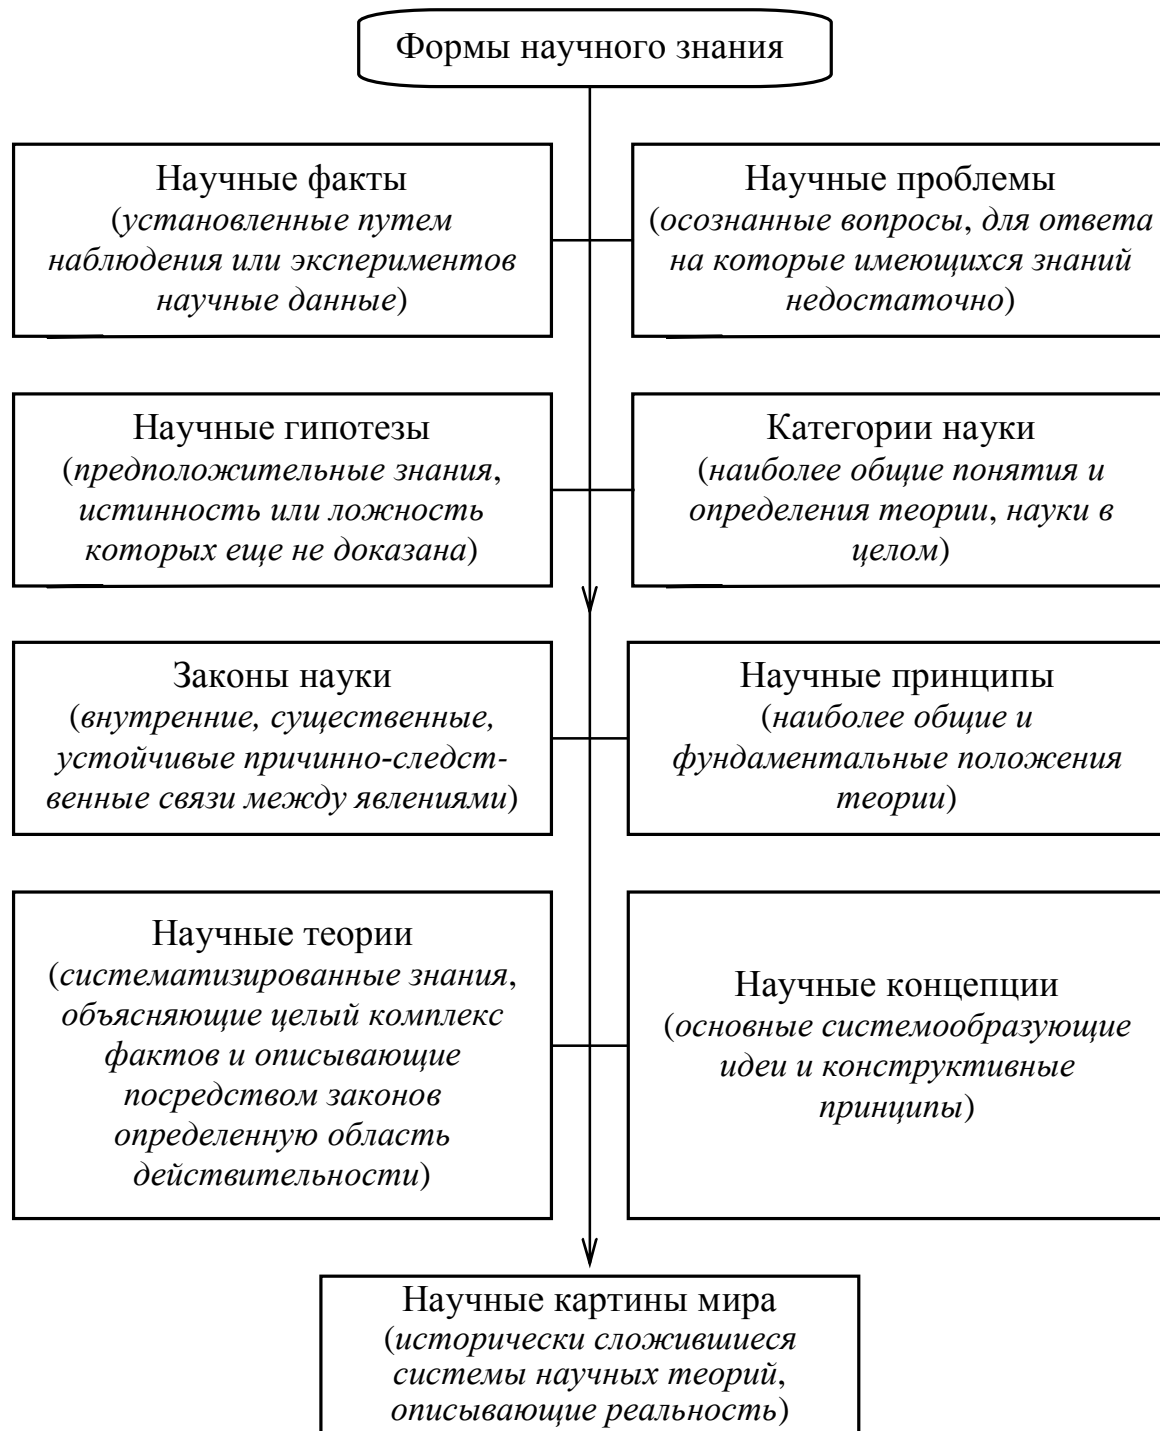 Формы научного знания
Научные факты
(установленные путем
наблюдения или экспериментов
научные данные)
Научные проблемы
(осознанные вопросы, для ответа
на которые имеющихся знаний
недостаточно)
Научные гипотезы
(предположительные знания,
истинность или ложность
которых еще не доказана)
Категории науки
(наиболее общие понятия и
определения теории, науки в
целом)
Законы науки
(внутренние, существенные,
устойчивые причинно-следст-
венные связи между явлениями)
Научные принципы
(наиболее общие и
фундаментальные положения
теории)
Научные теории
(систематизированные знания,
объясняющие целый комплекс
фактов и описывающие
посредством законов
определенную область
действительности)
Научные концепции
(основные системообразующие
идеи и конструктивные
принципы)
Научные картины мира
(исторически сложившиеся
системы научных теорий,
описывающие реальность)